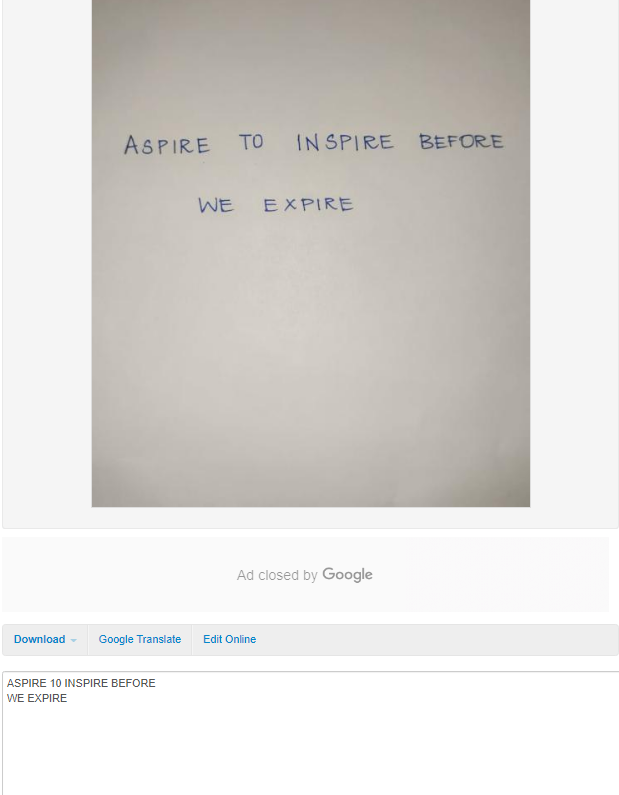 ASPIRE TO INSPIRE BEFORE
WE EXPIRE
Ad closed by Google
Download Google Translate Edit Online
ASPIRE 10 INSPIRE BEFORE
WE EXPIRE